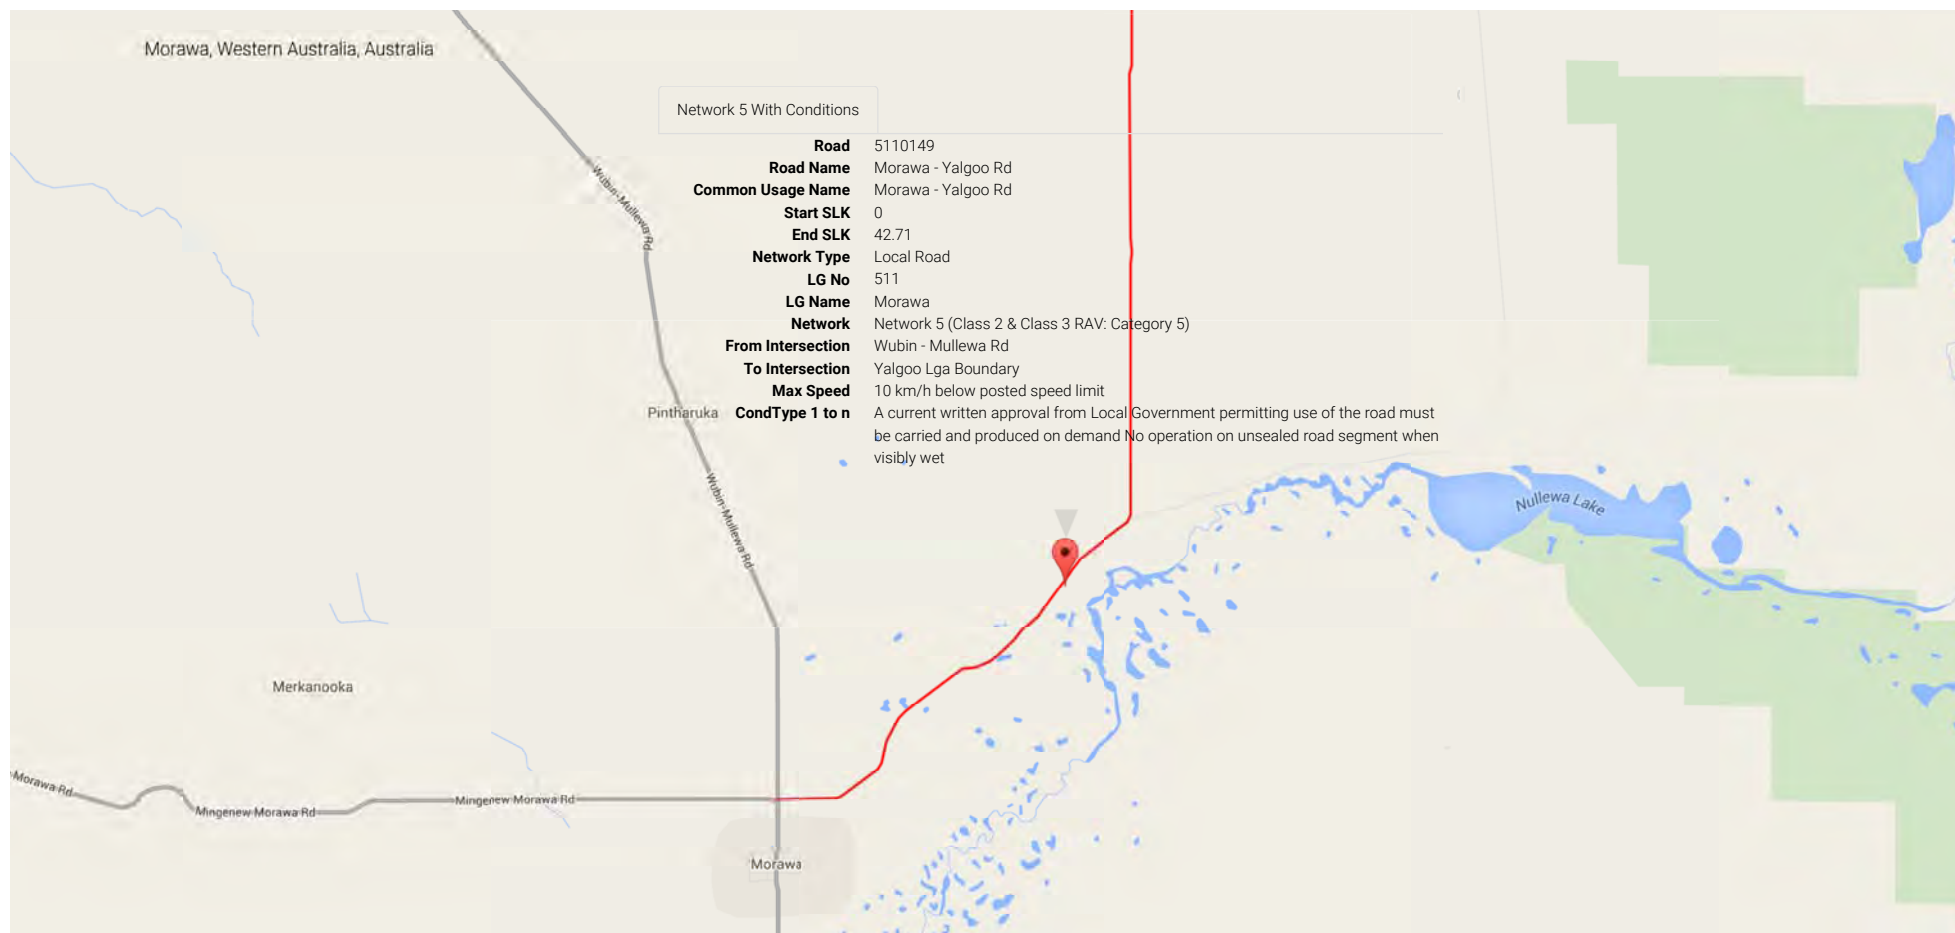 Morawa, Western Australia, Australia
Network 5 With Conditions
Road 5110149
Road Name Morawa - Yalgoo Rd
Common Usage Name Morawa - Yalgoo Rd
Start SLK 0
End SLK 42.71
Network Type Local Road
LG No 511
LG Name Morawa
Network Network 5 (Class 2 & Class 3 RAV: Category 5)
From Intersection Wubin - Mullewa Rd
To Intersection Yalgoo Lga Boundary
Max Speed 10 km/h below posted speed limit
CondType 1 to n A current written approval from Local Government permitting use of the road must
be carried and produced on demand No operation on unsealed road segment when
visibly wet
Wubin-Mullewa Rd
Pintharuka
Wubin-Mullewa Rd
Nullewa Lake
Merkanooka
-Morawa Rd
Mingenew Morawa Rd
Mingenew Morawa Rd
Morawa